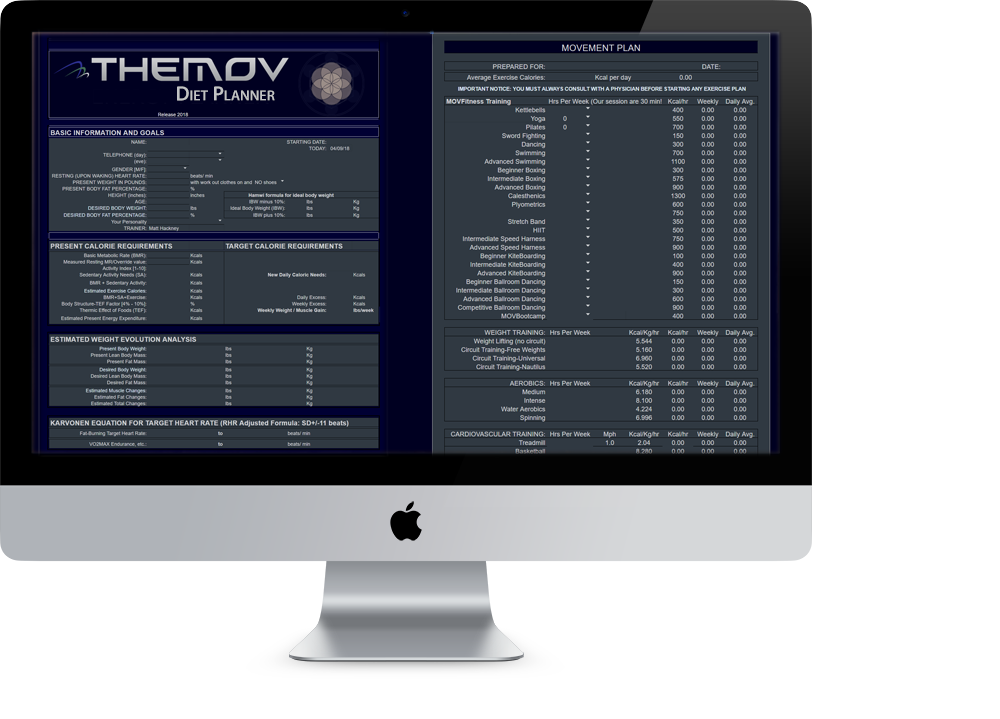 THEMOV
DIET PLANNER
Release 2018
BASIC INFORMATION AND GOALS
NAME:
STARTING DATE:
TODAY: 04/09/18
TELEPHONE (day):
(eve):
GENDER [M/F]:
RESTING (UPON WAKING) HEART RATE: beats/ min
PRESENT WEIGHT IN POUNDS: with work out clothes on and NO shoes
PRESENT BODY FAT PERCENTAGE: %
HEIGHT (inches): inches Hamwi formula for ideal body weight
AGE: IBW minus 10%: lbs Kg
DESIRED BODY WEIGHT: lbs Ideal Body Weight (IBW): lbs Kg
DESIRED BODY FAT PERCENTAGE: % IBW plus 10%: lbs Kg
Your Personality
TRAINER: Matt Hackney
PRESENT CALORIE REQUIREMENTS TARGET CALORIE REQUIREMENTS
Basic Metabolic Rate (BMR): Kcals
Measured Resting MR/Override value: Kcals
Activity Index [1-10]
Sedentary Activity Needs (SA): Kcals New Daily Caloric Needs: Kcals
BMR + Sedentary Activity: Kcals
Estimated Exercise Calories: Kcals
BMR+SA+Exercise: Kcals Daily Excess: Kcals
Body Structure-TEF Factor [4% - 10%]: % Weekly Excess: Kcals
Thermic Effect of Foods (TEF): Kcals Weekly Weight / Muscle Gain: lbs/week
Estimated Present Energy Expenditure: Kcals
ESTIMATED WEIGHT EVOLUTION ANALYSIS
Present Body Weight: lbs Kg
Present Lean Body Mass: lbs Kg
Present Fat Mass: lbs Kg
Desired Body Weight: lbs Kg
Desired Lean Body Mass: lbs Kg
Desired Fat Mass: lbs Kg
Estimated Muscle Changes: lbs Kg
Estimated Fat Changes: lbs Kg
Estimated Total Changes: lbs Kg
KARVONEN EQUATION FOR TARGET HEART RATE (RHR Adjusted Formula: SD+/-11 beats)
Fat-Burning Target Heart Rate: to beats/ min
VO2MAX Endurance, etc.: to beats/ min
MOVEMENT PLAN
PREPARED FOR: DATE:
Average Exercise Calories: Kcal per day 0.00
IMPORTANT NOTICE: YOU MUST ALWAYS CONSULT WITH A PHYSICIAN BEFORE STARTING ANY EXERCISE PLAN
MOVFitness Training Hrs Per Week (Our session are 30 min! Kcal/hr Weekly Daily Avg.
Kettlebells 400 0.00 0.00
Yoga 0 550 0.00 0.00
Pilates 0 700 0.00 0.00
Sword Fighting 150 0.00 0.00
Dancing 300 0.00 0.00
Swimming 700 0.00 0.00
Advanced Swimming 1100 0.00 0.00
Beginner Boxing 300 0.00 0.00
Intermediate Boxing 575 0.00 0.00
Advanced Boxing 900 0.00 0.00
Calesthenics 1300 0.00 0.00
Plyometrics 600 0.00 0.00
750 0.00 0.00
Stretch Band 350 0.00 0.00
HIIT 500 0.00 0.00
Intermediate Speed Harness 750 0.00 0.00
Advanced Speed Harness 900 0.00 0.00
Beginner KiteBoarding 100 0.00 0.00
Intermediate KiteBoarding 400 0.00 0.00
Advanced KiteBoarding 900 0.00 0.00
Beginner Ballroom Dancing 150 0.00 0.00
Intermediate Ballroom Dancing 300 0.00 0.00
Advanced Ballroom Dancing 600 0.00 0.00
Competitive Ballroom Dancing 900 0.00 0.00
MOVBootcamp 400 0.00 0.00
WEIGHT TRAINING: Hrs Per Week Kcal/Kg/hr Kcal/hr Weekly Daily Avg.
Weight Lifting (no circuit) 5.544 0.00 0.00 0.00
Circuit Training-Free Weights 5.160 0.00 0.00 0.00
Circuit Training-Universal 6.960 0.00 0.00 0.00
Circuit Training-Nautilus 5.520 0.00 0.00 0.00
AEROBICS: Hrs Per Week Kcal/Kg/hr Kcal/hr Weekly Daily Avg.
Medium 6.180 0.00 0.00 0.00
Intense 8.100 0.00 0.00 0.00
Water Aerobics 4.224 0.00 0.00 0.00
Spinning 6.996 0.00 0.00 0.00
CARDIOVASCULAR TRAINING: Hrs Per Week Mph Kcal/Kg/hr Kcal/hr Weekly Daily Avg.
Treadmill 1.0 2.04 0.00 0.00 0.00
Basketball 8.280 0.00 0.00 0.00